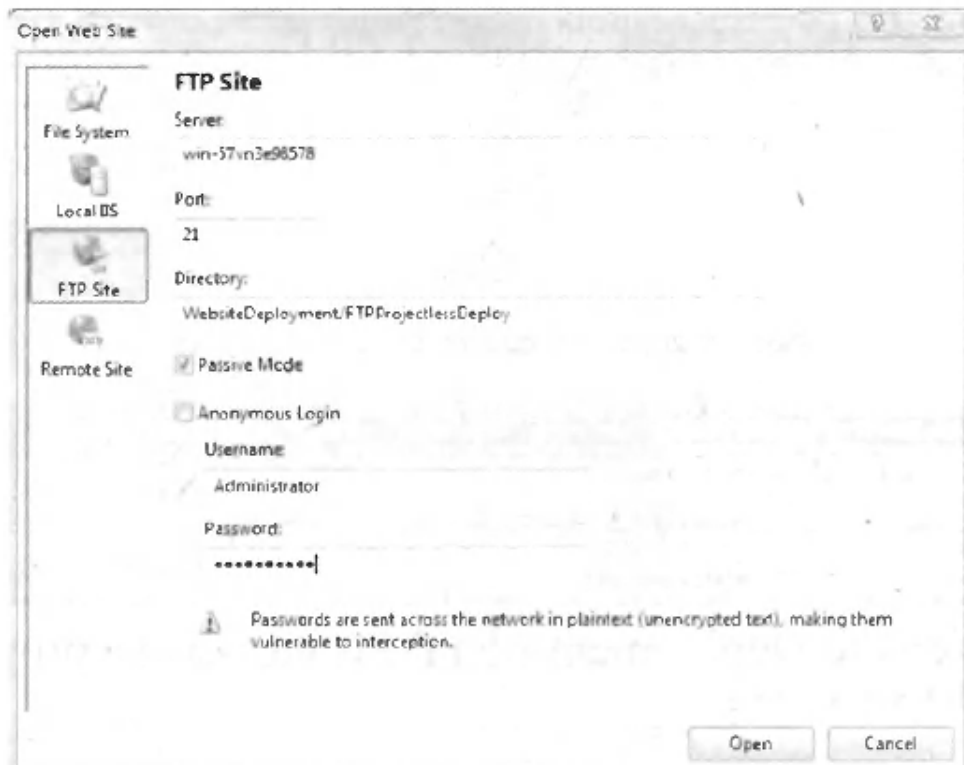 Open Web Site
File System
Local IIS
FTP Site
Remote Site
FTP Site
Server:
win-57vn3e98578
Port:
21
Directory:
WebsiteDeployment/FTPProjectlessDeploy
Passive Mode
Anonymous Login
Username
Administrator
Password:
••••••••••
Passwords are sent across the network in plaintext (unencrypted text), making them
vulnerable to interception.
Open
Cancel